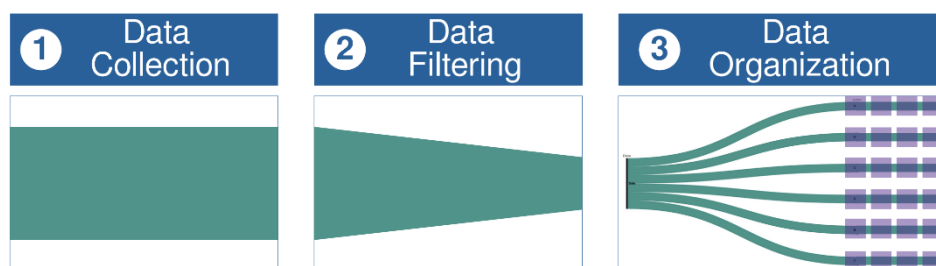 1
Data
Collection
2
Data
Filtering
3
Data
Organization